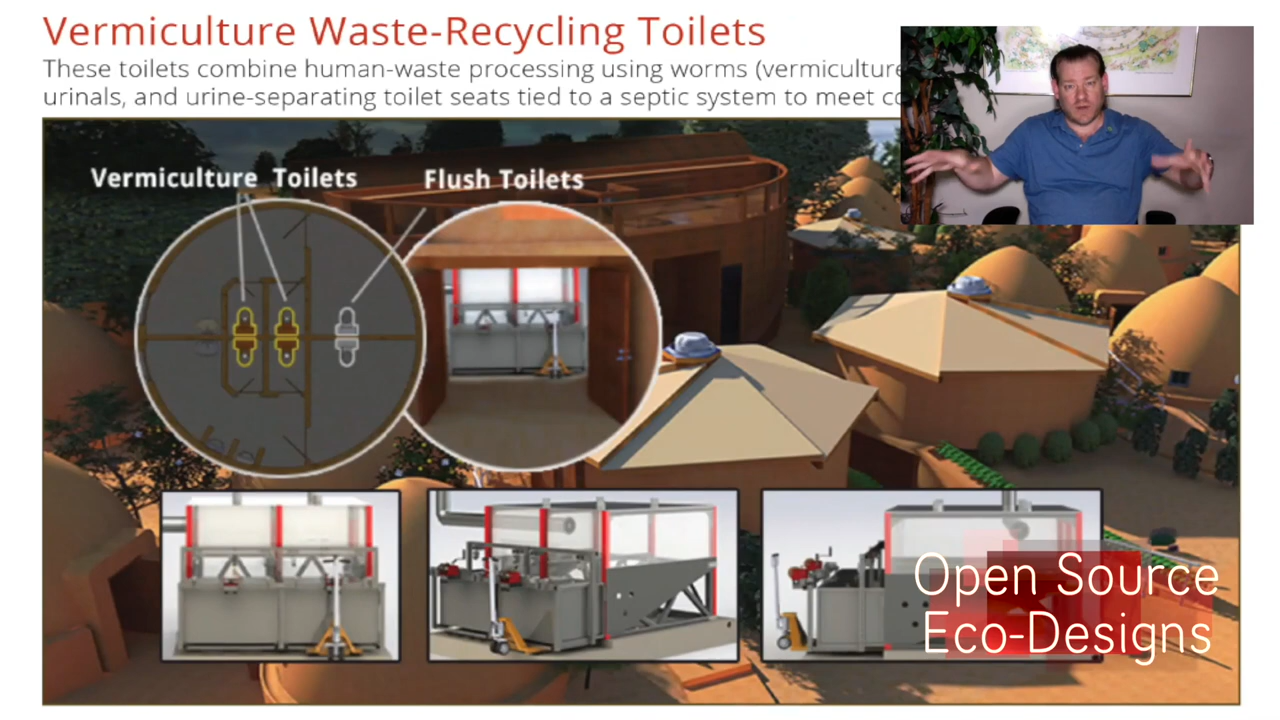 Vermiculture Waste-Recycling Toilets
These toilets combine human-waste processing using worms (vermiculture
urinals, and urine-separating toilet seats tied to a septic system to meet
Vermiculture Toilets
Flush Toilets
Open Source
Eco-Designs